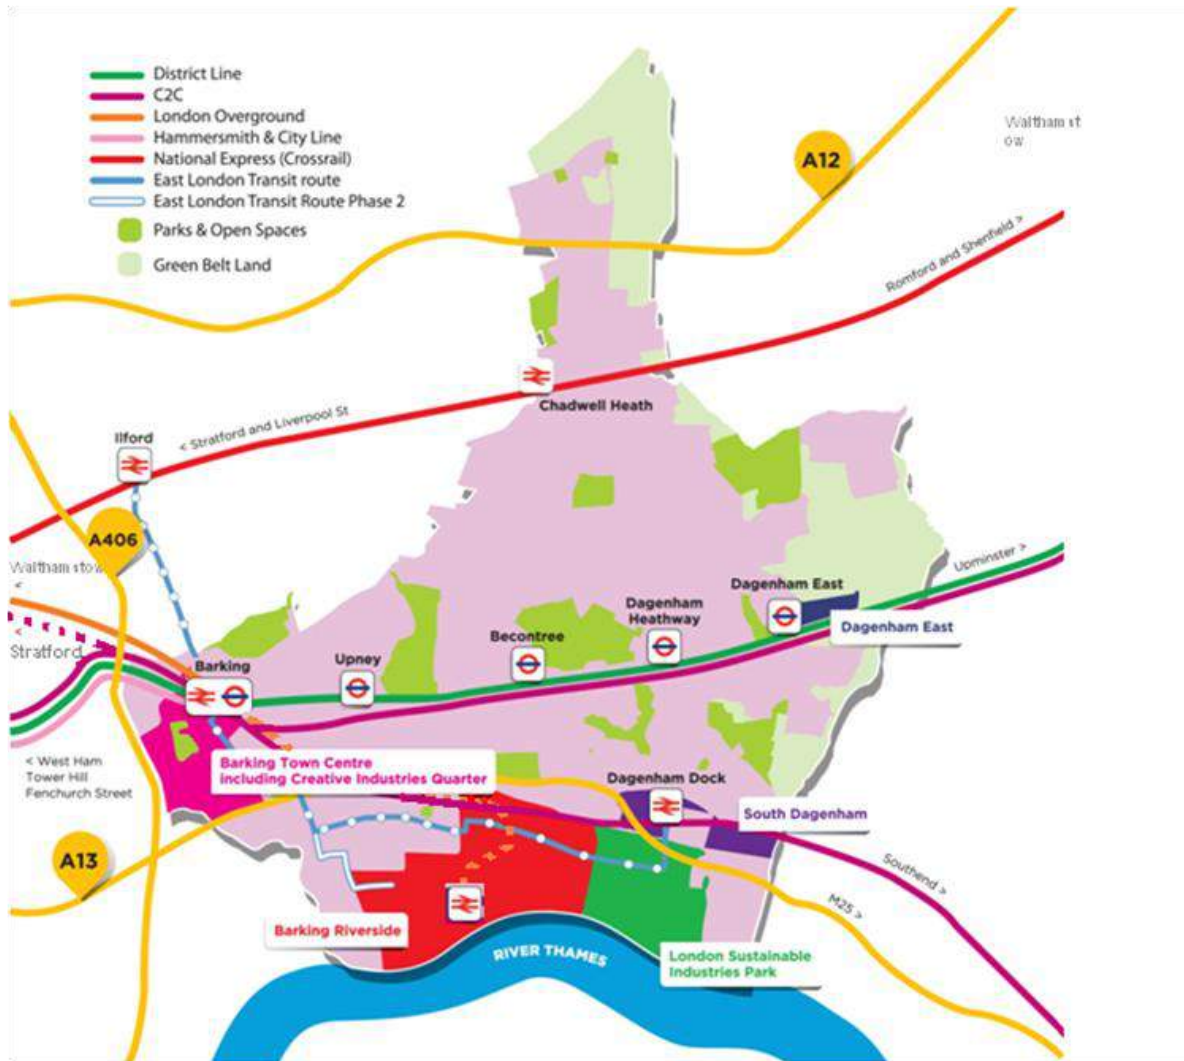 District Line
C2C
London Overground
Hammersmith & City Line
National Express (Crossrail)
East London Transit route
East London Transit Route Phase 2
Parks & Open Spaces
Green Belt Land
A12
Waltham st
ow
Romford and Shenfield >
Chadwell Heath
< Stratford and Liverpool St
Ilford
A406
Waltham stow
<
Upminster >
Dagenham East
Dagenham
Heathway
Dagenham East
Becontree
<
Stratford
Upney
Barking
< West Ham
Tower Hill
Fenchurch Street
Barking Town Centre
including Creative Industries Quarter
Dagenham Dock
South Dagenham
A13
Southend >
M25 >
Barking Riverside
RIVER THAMES
London Sustainable
Industries Park